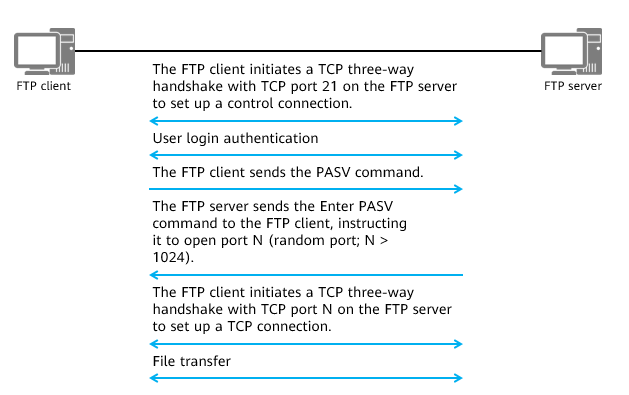 The FTP client initiates a TCP three-way
handshake with TCP port 21 on the FTP server
to set up a control connection.
FTP client
FTP server
User login authentication
The FTP client sends the PASV command.
The FTP server sends the Enter PASV
command to the FTP client, instructing
it to open port N (random port; N >
1024).
The FTP client initiates a TCP three-way
handshake with TCP port N on the FTP server
to set up a TCP connection.
File transfer